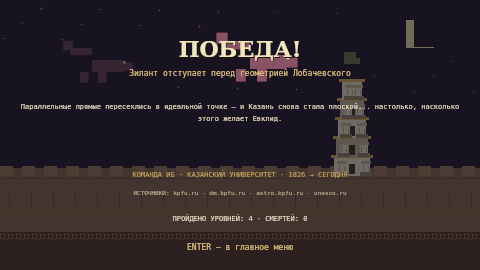 ПОБЕДА!
Зилант отступает перед геометрией Лобачевского
Параллельные прямые пересеклись в идеальной точке — и Казань снова стала плоской... настолько, насколько
этого желает Евклид.
КОМАНДА ИБ · КАЗАНСКИЙ УНИВЕРСИТЕТ · 1826 → СЕГОДНЯ
ИСТОЧНИКИ: kpfu.ru · dm.kpfu.ru · astro.kpfu.ru · unesco.ru
ПРОЙДЕНО УРОВНЕЙ: 4 · СМЕРТЕЙ: 0
ENTER — в главное меню